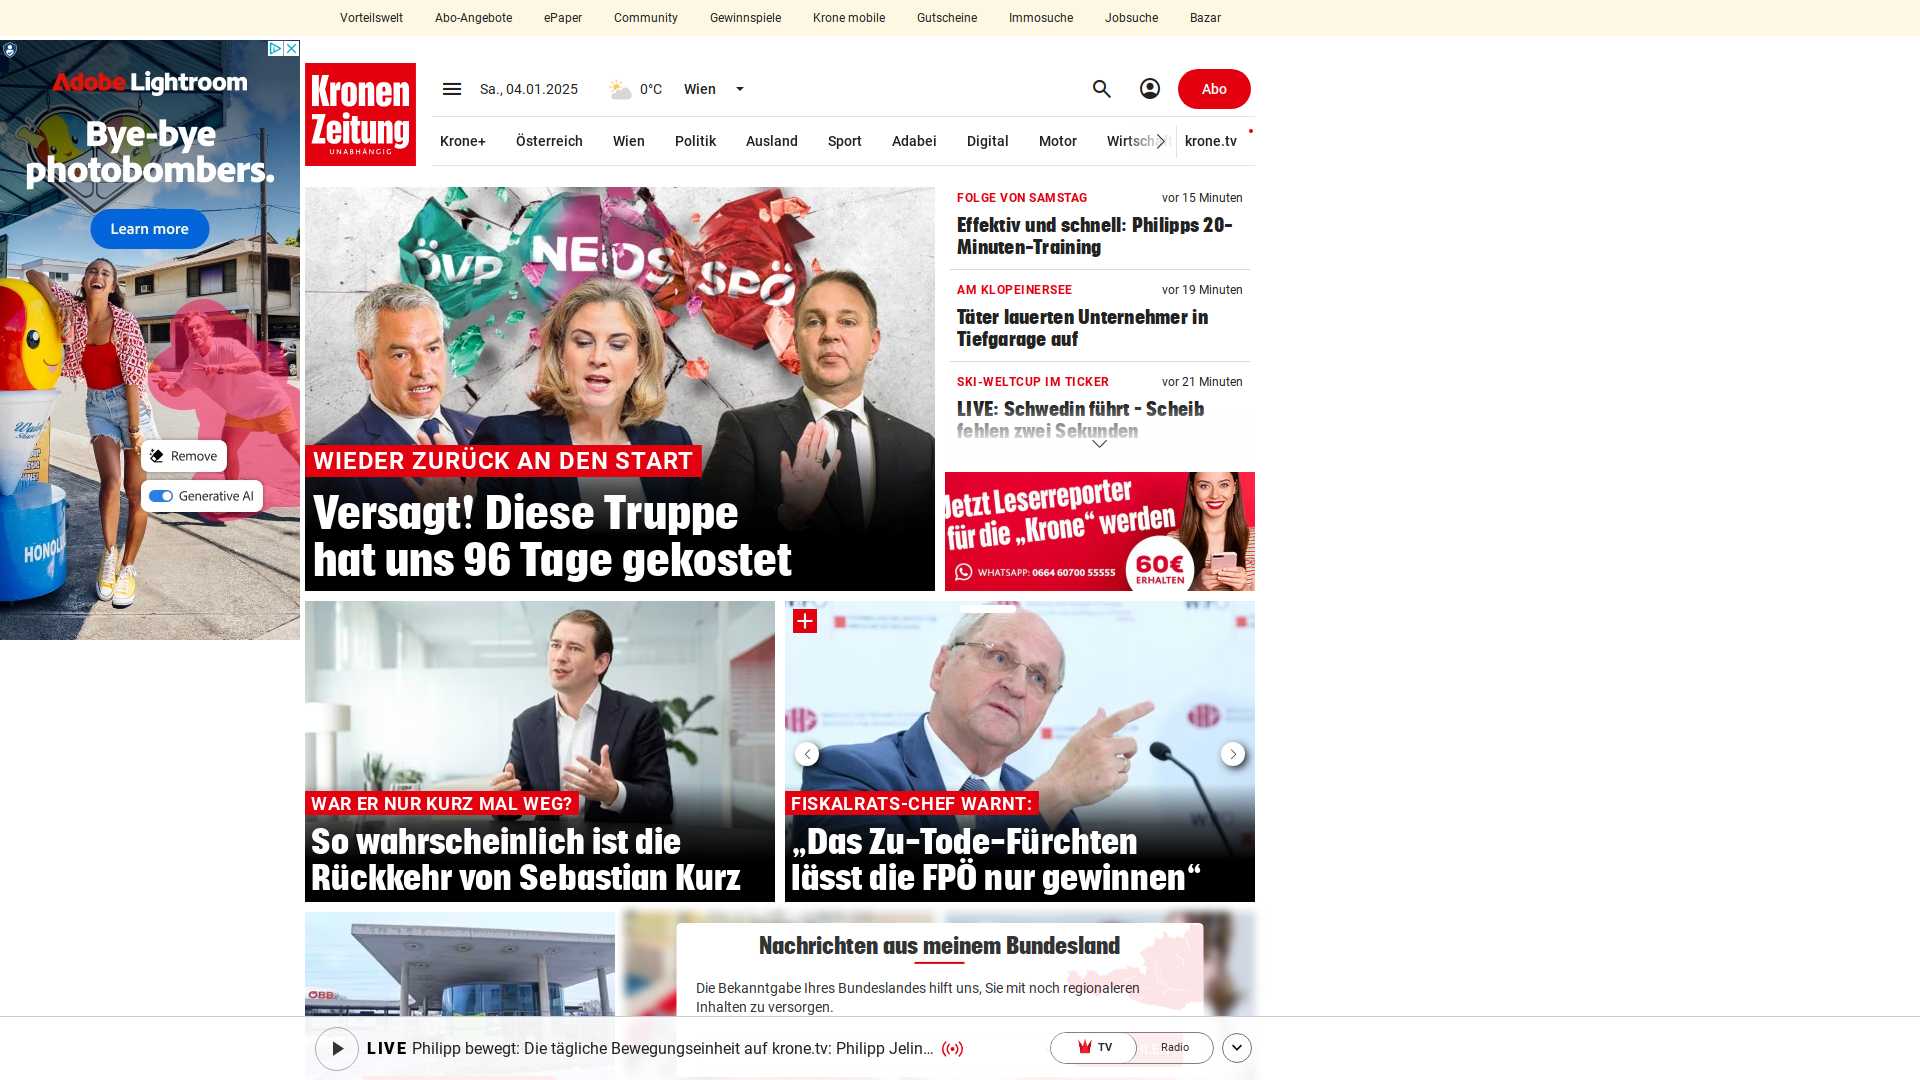 Vorteilswelt
Abo-Angebote
ePaper
Community
Gewinnspiele
Krone mobile
Gutscheine
Immosuche
Jobsuche
Bazar
Adobe Lightroom
Bye-bye
photobombers.
Learn more
Remove
Generative AI
HONOL
Kronen
Zeitung
UNABHÄNGIG
Sa., 04.01.2025
0°C
Wien
Abo
Krone+
Österreich
Wien
Politik
Ausland
Sport
Adabei
Digital
Motor
Wirtschaft
krone.tv
ÖVP
NEOS
SPÖ
WIEDER ZURÜCK AN DEN START
Versagt! Diese Truppe
hat uns 96 Tage gekostet
FOLGE VON SAMSTAG
vor 15 Minuten
Effektiv und schnell: Philipps 20-
Minuten-Training
AM KLOPEINERSEE
vor 19 Minuten
Täter lauerten Unternehmer in
Tiefgarage auf
SKI-WELTCUP IM TICKER
vor 21 Minuten
LIVE: Schwedin führt - Scheib
fehlen zwei Sekunden
Jetzt Leserreporter
für die „Krone“ werden
WHATSAPP: 0664 60700 55555
60€
ERHALTEN
WAR ER NUR KURZ MAL WEG?
So wahrscheinlich ist die
Rückkehr von Sebastian Kurz
FISKALRATS-CHEF WARNT:
„Das Zu-Tode-Fürchten
lässt die FPÖ nur gewinnen“
ÖBB
Nachrichten aus meinem Bundesland
Die Bekanntgabe Ihres Bundeslandes hilft uns, Sie mit noch regionaleren
Inhalten zu versorgen.
LIVE Philipp bewegt: Die tägliche Bewegungseinheit auf krone.tv: Philipp Jelin...
TV
Radio